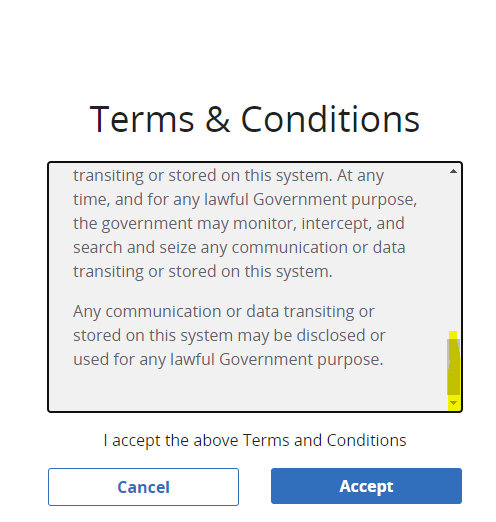 Terms & Conditions
transiting or stored on this system. At any
time, and for any lawful Government purpose,
the government may monitor, intercept, and
search and seize any communication or data
transiting or stored on this system.
Any communication or data transiting or
stored on this system may be disclosed or
used for any lawful Government purpose.
I accept the above Terms and Conditions
Cancel
Accept